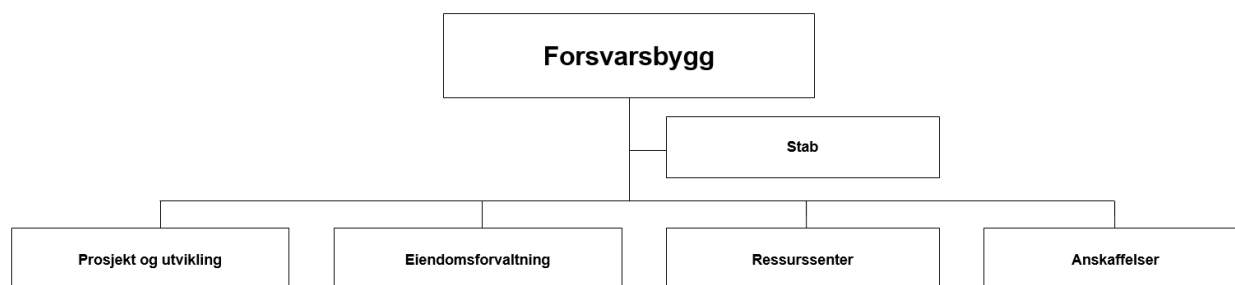 Forsvarsbygg
Stab
Prosjekt og utvikling
Eiendomsforvaltning
Ressurssenter
Anskaffelser